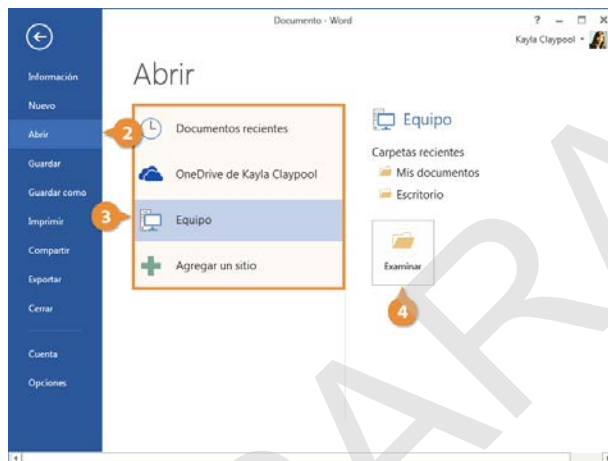 Documento - Word
?
Kayla Claypool
Abrir
Información
Nuevo
Abrir
Guardar
Guardar como
Imprimir
Compartir
Exportar
Cerrar
Cuenta
Opciones
2
Documentos recientes
OneDrive de Kayla Claypool
3
Equipo
Agregar un sitio
Equipo
Carpetas recientes
Mis documentos
Escritorio
Examinar
4